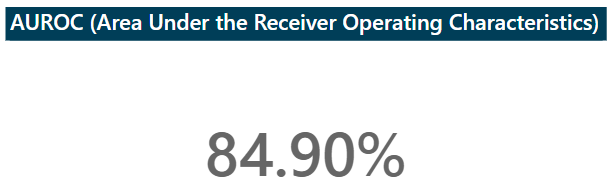 AUROC (Area Under the Receiver Operating Characteristics)
84.90%